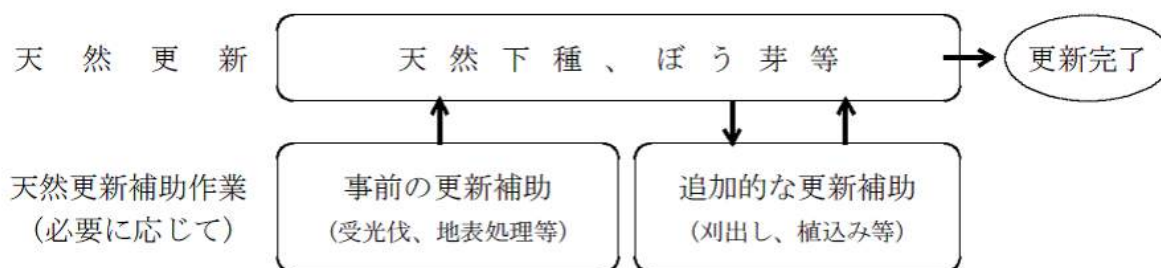 天然更新
天然下種、ぼう芽等
更新完了
天然更新補助作業
(必要に応じて)
事前の更新補助
(受光伐、地表処理等)
追加的な更新補助
(刈出し、植込み等)